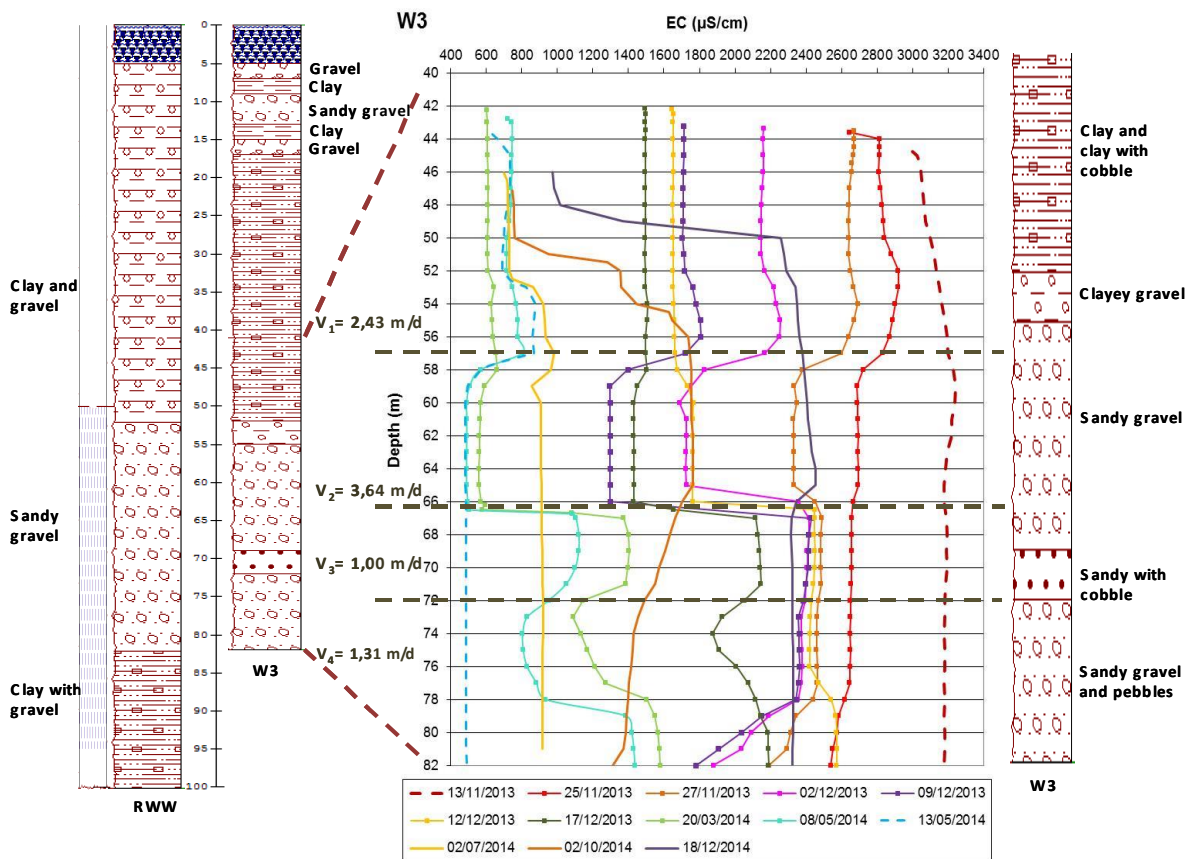 W3
EC (µS/cm)
400 600 800 1000 1200 1400 1600 1800 2000 2200 2400 2600 2800 3000 3200 3400
0
5
10
15
20
25
30
35
40
45
50
55
60
65
70
75
80
85
90
95
100
Clay and
gravel
Sandy
gravel
Clay with
gravel
RWW
Gravel
Clay
Sandy gravel
Clay
Gravel
W3
V1= 2,43 m/d
V2= 3,64 m/d
V3= 1,00 m/d
V4= 1,31 m/d
Depth (m)
40
42
44
46
48
50
52
54
56
58
60
62
64
66
68
70
72
74
76
78
80
82
Clay and
clay with
cobble
Clayey gravel
Sandy gravel
Sandy with
cobble
Sandy gravel
and pebbles
W3
13/11/2013 25/11/2013 27/11/2013 02/12/2013 09/12/2013
12/12/2013 17/12/2013 20/03/2014 08/05/2014 13/05/2014
02/07/2014 02/10/2014 18/12/2014